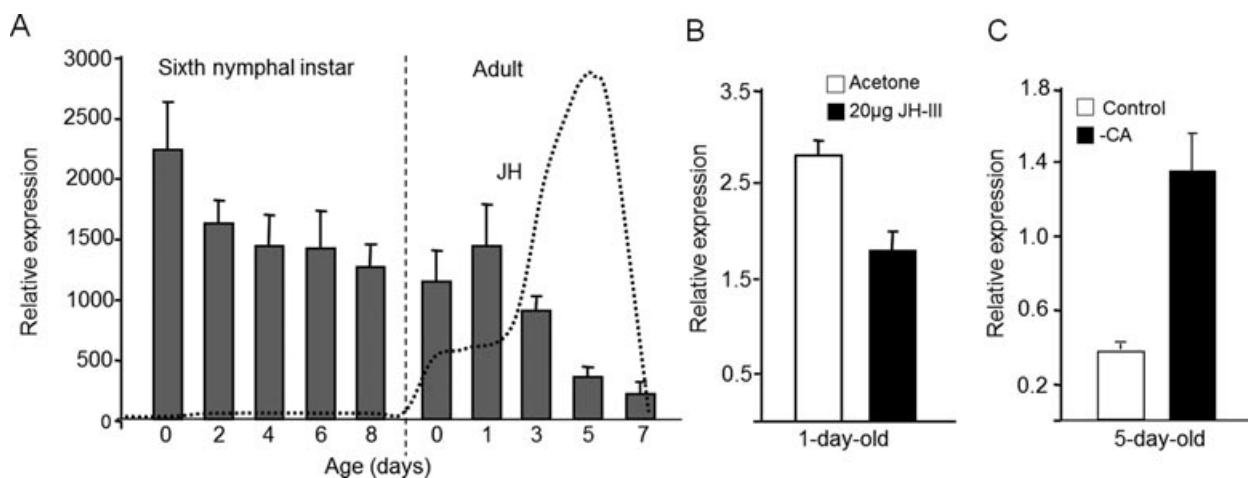 A
3000
2500
2000
1500
1000
500
0
Relative expression
Sixth nymphal instar
Adult
JH
0 2 4 6 8 0 1 3 5 7
Age (days)
B
Acetone
20µg JH-III
3.5
2.5
1.5
0.5
Relative expression
1-day-old
C
Control
-CA
1.8
1.4
1.0
0.6
0.2
Relative expression
5-day-old